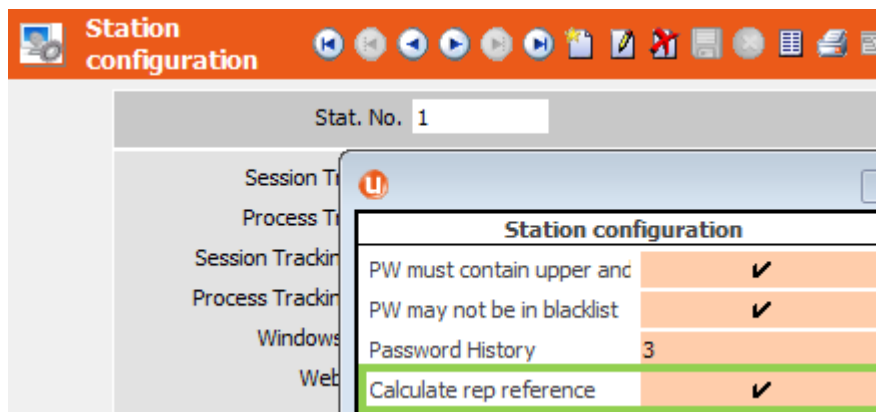 Station
configuration
Stat. No. 1
Session Tr
Process Tr
Session Trackin
Process Trackin
Windows
Web
Station configuration
PW must contain upper and ✔
PW may not be in blacklist ✔
Password History 3
Calculate rep reference ✔